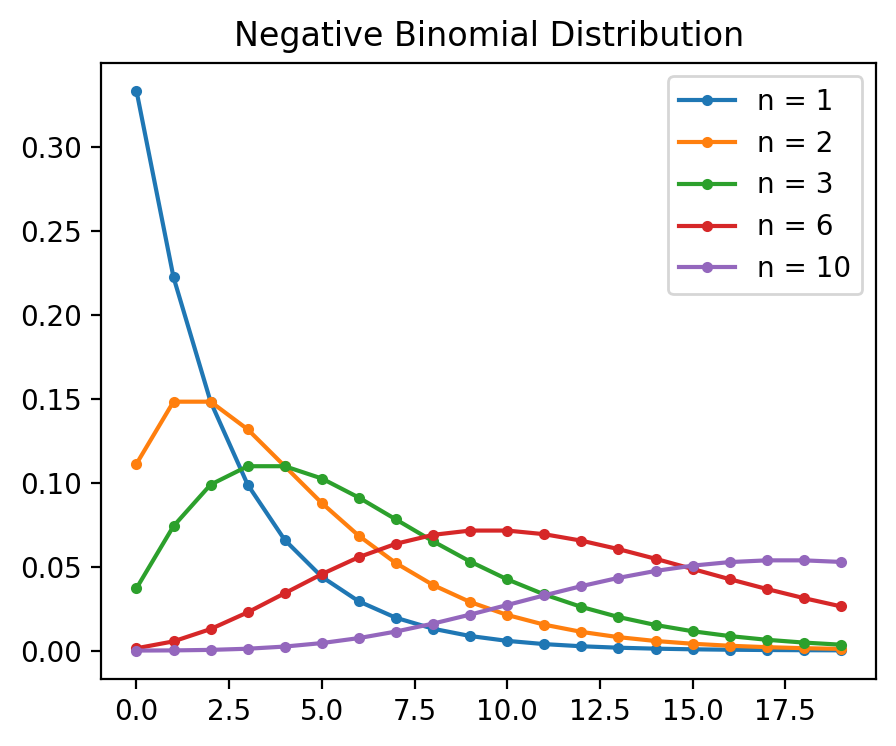 Negative Binomial Distribution
n = 1
n = 2
n = 3
n = 6
n = 10
0.30
0.25
0.20
0.15
0.10
0.05
0.00
0.0 2.5 5.0 7.5 10.0 12.5 15.0 17.5